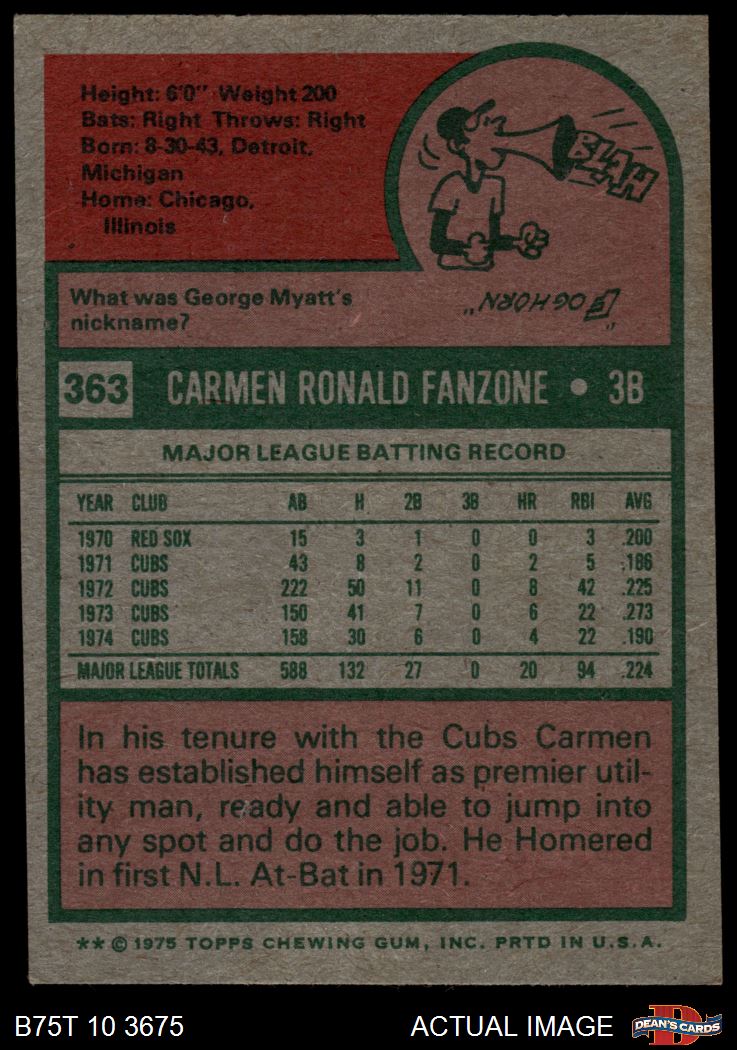 Height: 6'0" Weight 200
Bats: Right Throws: Right
Born: 8-30-43, Detroit,
Michigan
Home: Chicago,
Illinois
BLAH
What was George Myatt's
nickname?
"FOGHORN"
363 CARMEN RONALD FANZONE • 3B
MAJOR LEAGUE BATTING RECORD
YEAR CLUB AB H 2B 3B HR RBI AVG
1970 RED SOX 15 3 1 0 0 3 .200
1971 CUBS 43 8 2 0 2 5 .186
1972 CUBS 222 50 11 0 8 42 .225
1973 CUBS 150 41 7 0 6 22 .273
1974 CUBS 158 30 6 0 4 22 .190
MAJOR LEAGUE TOTALS 588 132 27 0 20 94 .224
In his tenure with the Cubs Carmen
has established himself as premier util-
ity man, ready and able to jump into
any spot and do the job. He Homered
in first N.L. At-Bat in 1971.
** © 1975 TOPPS CHEWING GUM, INC. PRTD IN U.S.A.
B75T 10 3675 ACTUAL IMAGE D DEAN'S CARDS